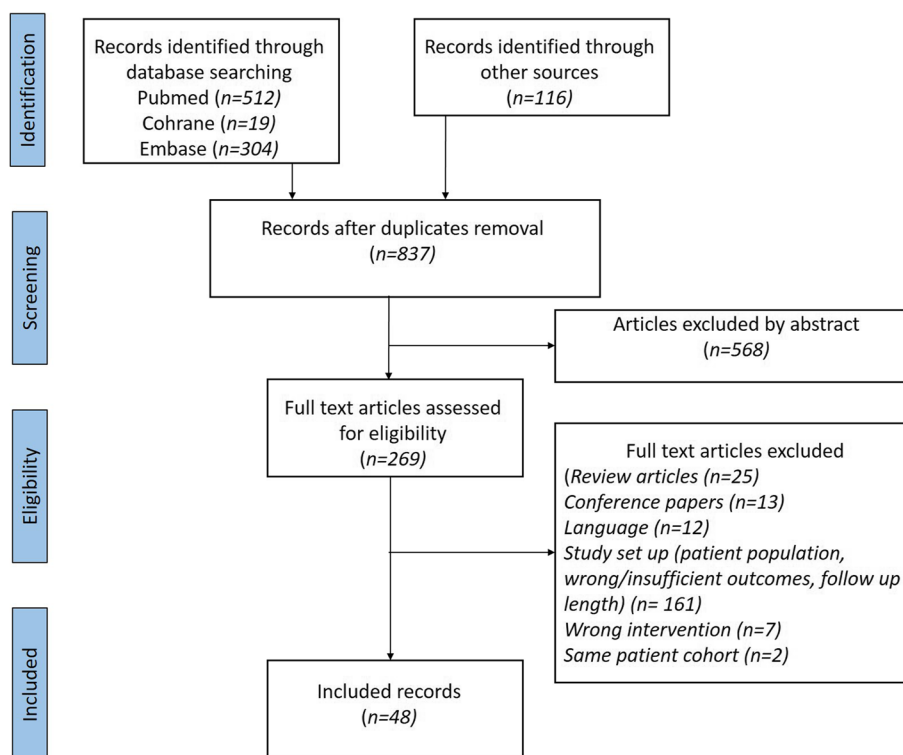 Identification
Records identified through
database searching
Pubmed (n=512)
Cohrane (n=19)
Embase (n=304)
Records identified through
other sources
(n=116)
Screening
Records after duplicates removal
(n=837)
Articles excluded by abstract
(n=568)
Eligibility
Full text articles assessed
for eligibility
(n=269)
Full text articles excluded
(Review articles (n=25)
Conference papers (n=13)
Language (n=12)
Study set up (patient population,
wrong/insufficient outcomes, follow up
length) (n= 161)
Wrong intervention (n=7)
Same patient cohort (n=2)
Included
Included records
(n=48)